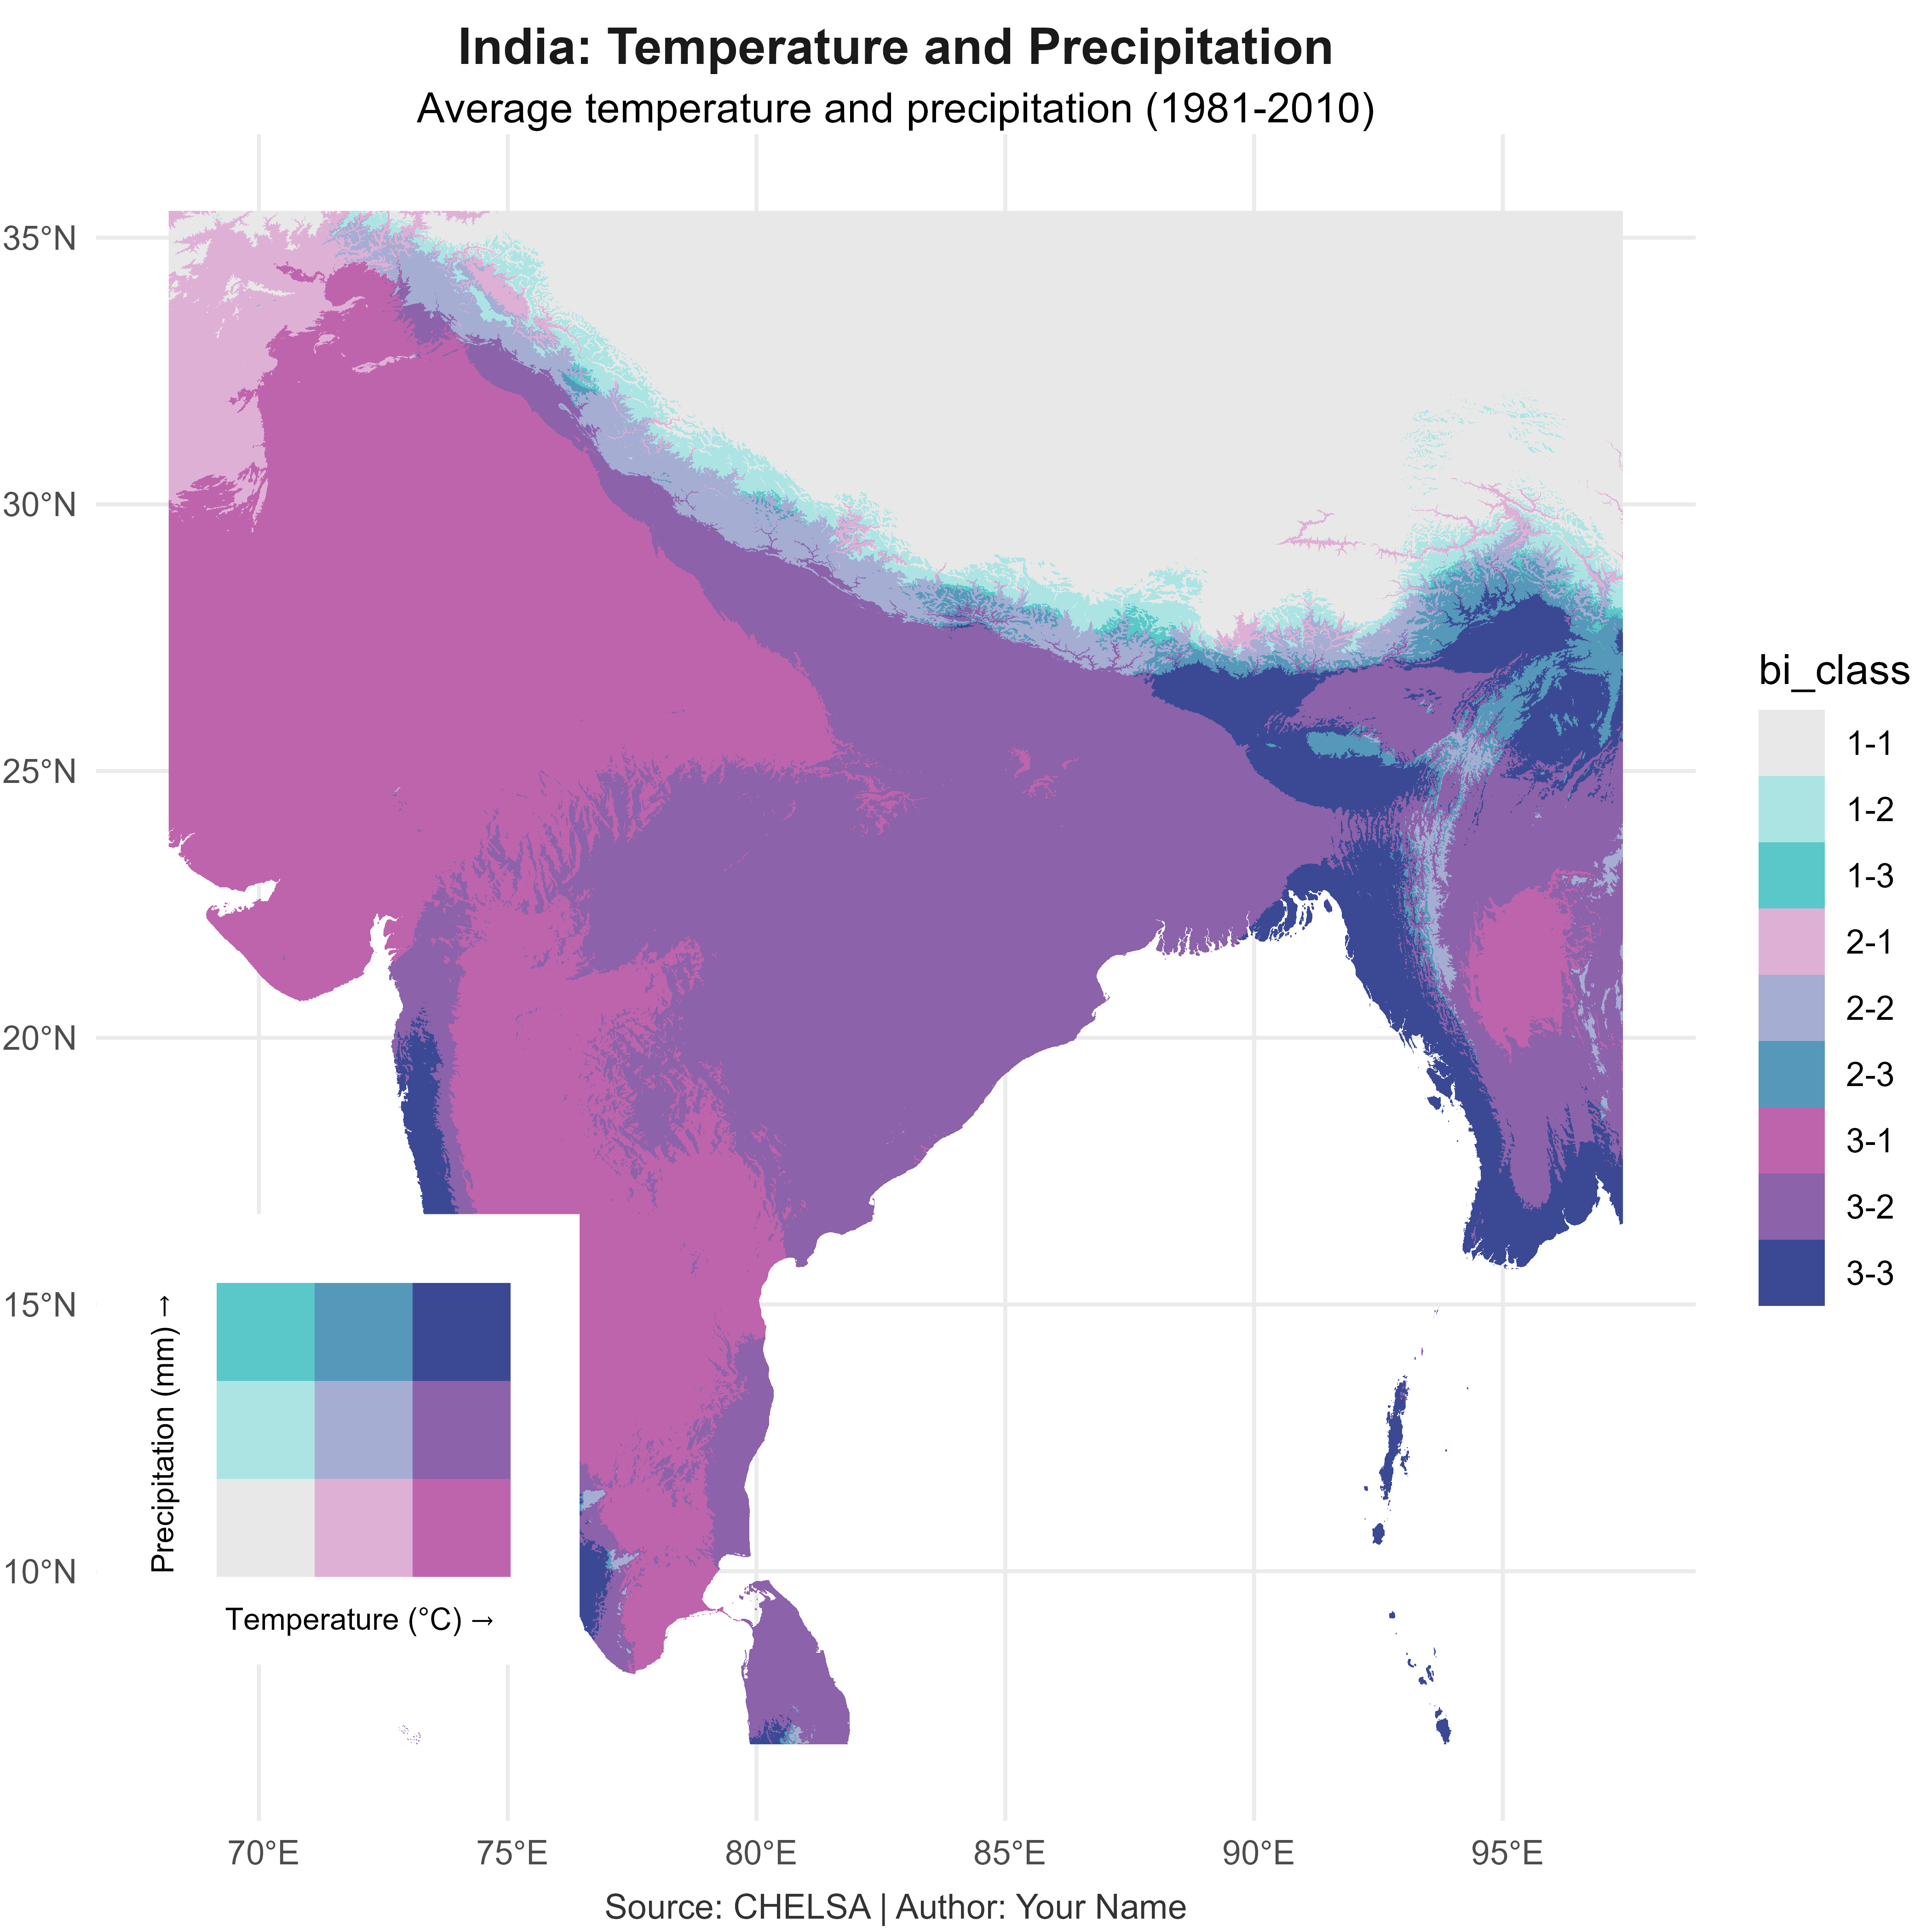 India: Temperature and Precipitation
Average temperature and precipitation (1981-2010)
35°N
30°N
25°N
20°N
15°N
10°N
bi_class
1-1
1-2
1-3
2-1
2-2
2-3
3-1
3-2
3-3
Precipitation (mm) →
Temperature (°C) →
70°E
75°E
80°E
85°E
90°E
95°E
Source: CHELSA | Author: Your Name